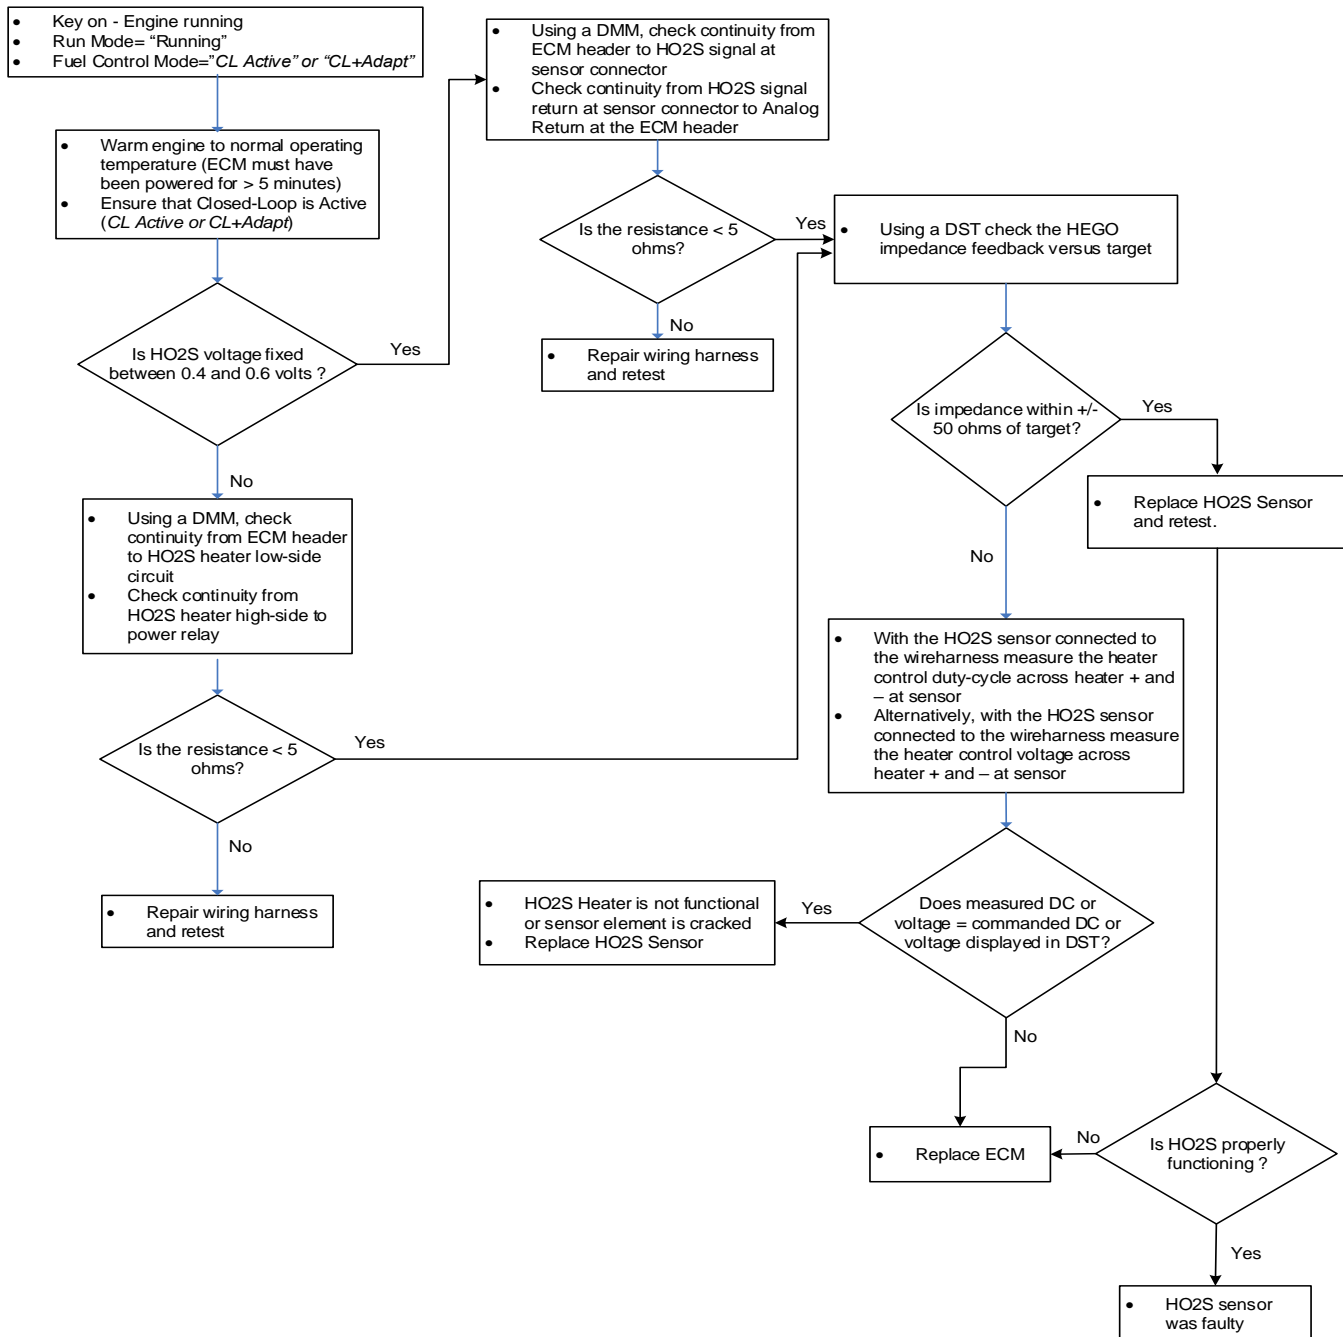 • Key on - Engine running
• Run Mode= “Running”
• Fuel Control Mode=”CL Active” or “CL+Adapt”
• Warm engine to normal operating
temperature (ECM must have
been powered for > 5 minutes)
• Ensure that Closed-Loop is Active
(CL Active or CL+Adapt)
Is HO2S voltage fixed
between 0.4 and 0.6 volts ?
Yes
No
• Using a DMM, check
continuity from ECM header
to HO2S heater low-side
circuit
• Check continuity from
HO2S heater high-side to
power relay
Is the resistance < 5
ohms?
Yes
No
• Repair wiring harness
and retest
• Using a DMM, check continuity from
ECM header to HO2S signal at
sensor connector
• Check continuity from HO2S signal
return at sensor connector to Analog
Return at the ECM header
Is the resistance < 5
ohms?
Yes
No
• Repair wiring harness
and retest
• Using a DST check the HEGO
impedance feedback versus target
Is impedance within +/-
50 ohms of target?
Yes
No
• Replace HO2S Sensor
and retest.
• With the HO2S sensor connected to
the wireharness measure the heater
control duty-cycle across heater + and
– at sensor
• Alternatively, with the HO2S sensor
connected to the wireharness measure
the heater control voltage across
heater + and – at sensor
Does measured DC or
voltage = commanded DC or
voltage displayed in DST?
Yes
No
• HO2S Heater is not functional
or sensor element is cracked
• Replace HO2S Sensor
• Replace ECM
Is HO2S properly
functioning ?
No
Yes
• HO2S sensor
was faulty